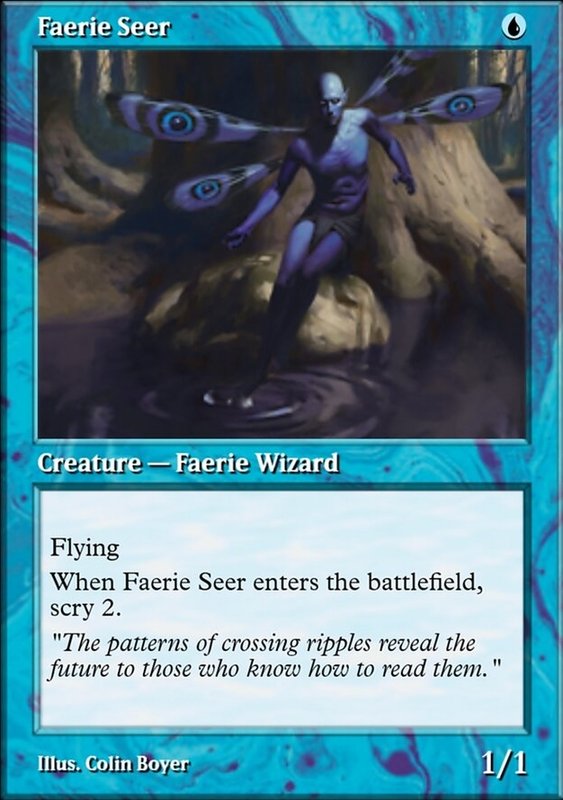 Faerie Seer
Creature — Faerie Wizard
Flying
When Faerie Seer enters the battlefield,
scry 2.
"The patterns of crossing ripples reveal the
future to those who know how to read them."
Illus. Colin Boyer
1/1